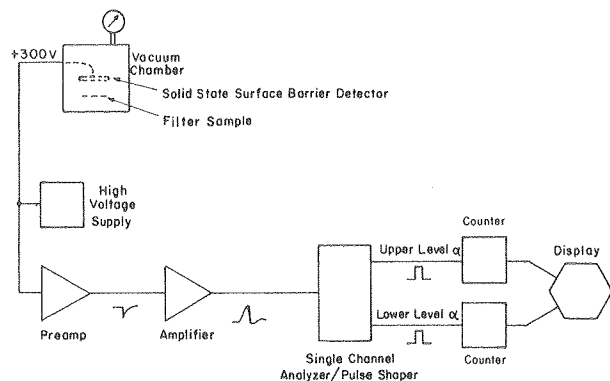 +300V
Vacuum
Chamber
Solid State Surface Barrier Detector
Filter Sample
High
Voltage
Supply
Counter
Upper Level α
Display
Lower Level α
Preamp
Amplifier
Single Channel
Analyzer/Pulse Shaper
Counter